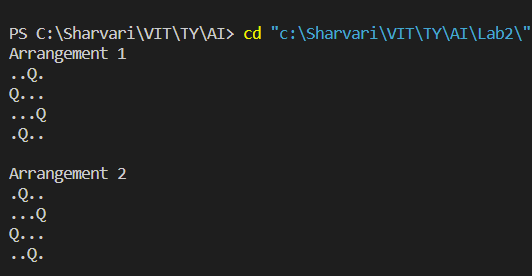 PS C:\Sharvari\VIT\TY\AI> cd "c:\Sharvari\VIT\TY\AI\Lab2\"
Arrangement 1
..Q.
Q...
...Q
.Q..
Arrangement 2
.Q..
...Q
Q...
..Q.